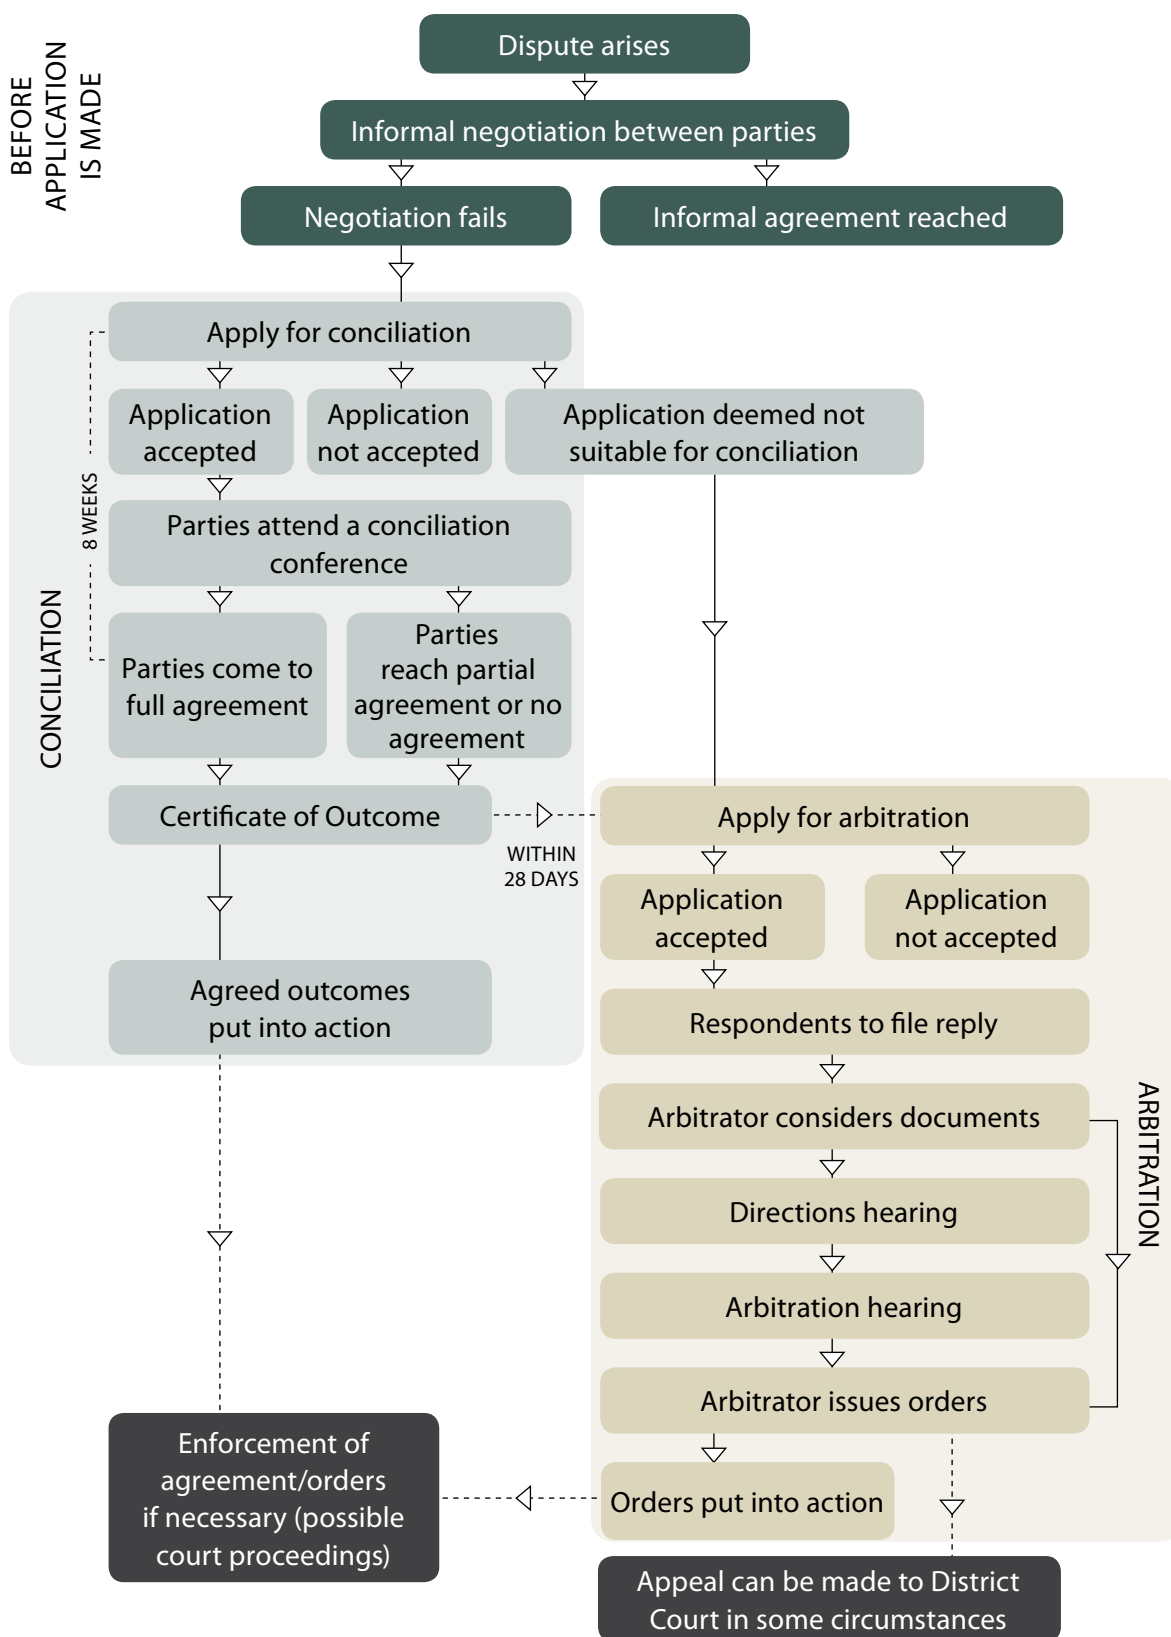 BEFORE
APPLICATION
IS MADE
Dispute arises
Informal negotiation between parties
Negotiation fails
Informal agreement reached
CONCILIATION
8 WEEKS
Apply for conciliation
Application
accepted
Application
not accepted
Application deemed not
suitable for conciliation
Parties attend a conciliation
conference
Parties come to
full agreement
Parties
reach partial
agreement or no
agreement
Certificate of Outcome
WITHIN
28 DAYS
Agreed outcomes
put into action
ARBITRATION
Apply for arbitration
Application
accepted
Application
not accepted
Respondents to file reply
Arbitrator considers documents
Directions hearing
Arbitration hearing
Arbitrator issues orders
Orders put into action
Enforcement of
agreement/orders
if necessary (possible
court proceedings)
Appeal can be made to District
Court in some circumstances